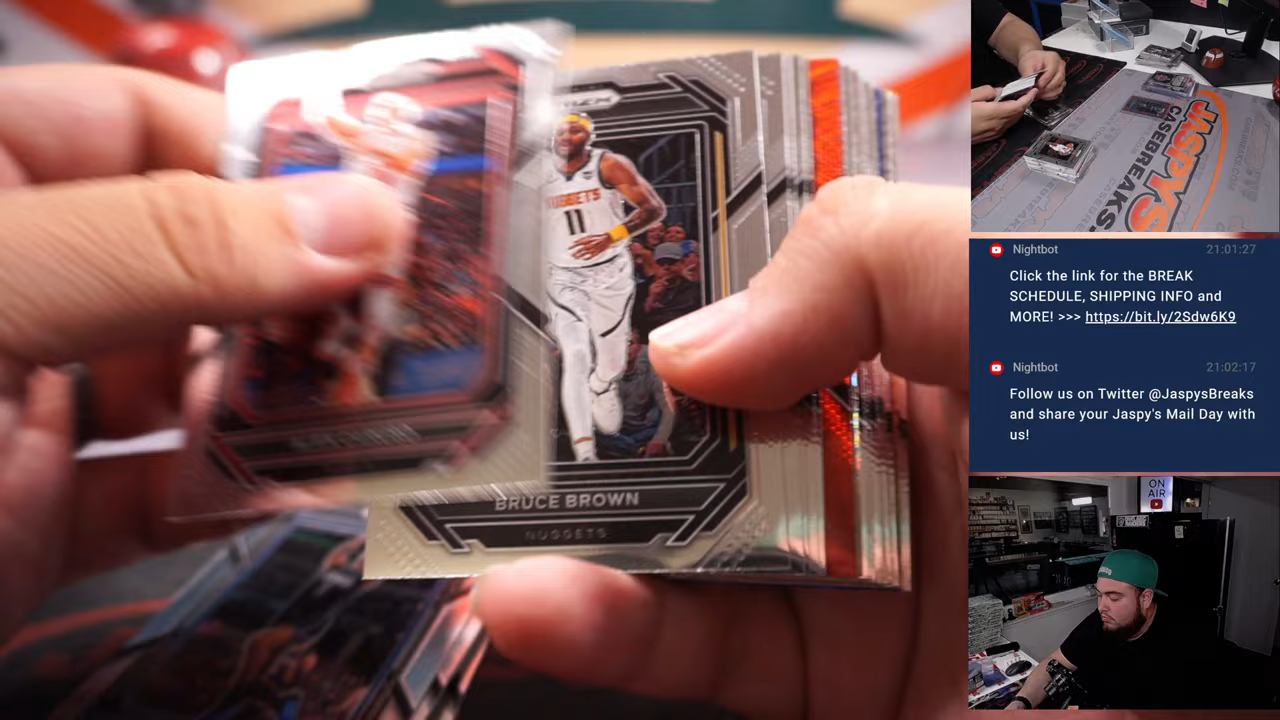 PRIZM
NUGGETS
11
BRUCE BROWN
NUGGETS
JASPYS
CASEBREAKS
Nightbot
21:01:27
Click the link for the BREAK
SCHEDULE, SHIPPING INFO and
MORE! >>> https://bit.ly/2Sdw6K9
Nightbot
21:02:17
Follow us on Twitter @JaspysBreaks
and share your Jaspy's Mail Day with
us!
ON
AIR